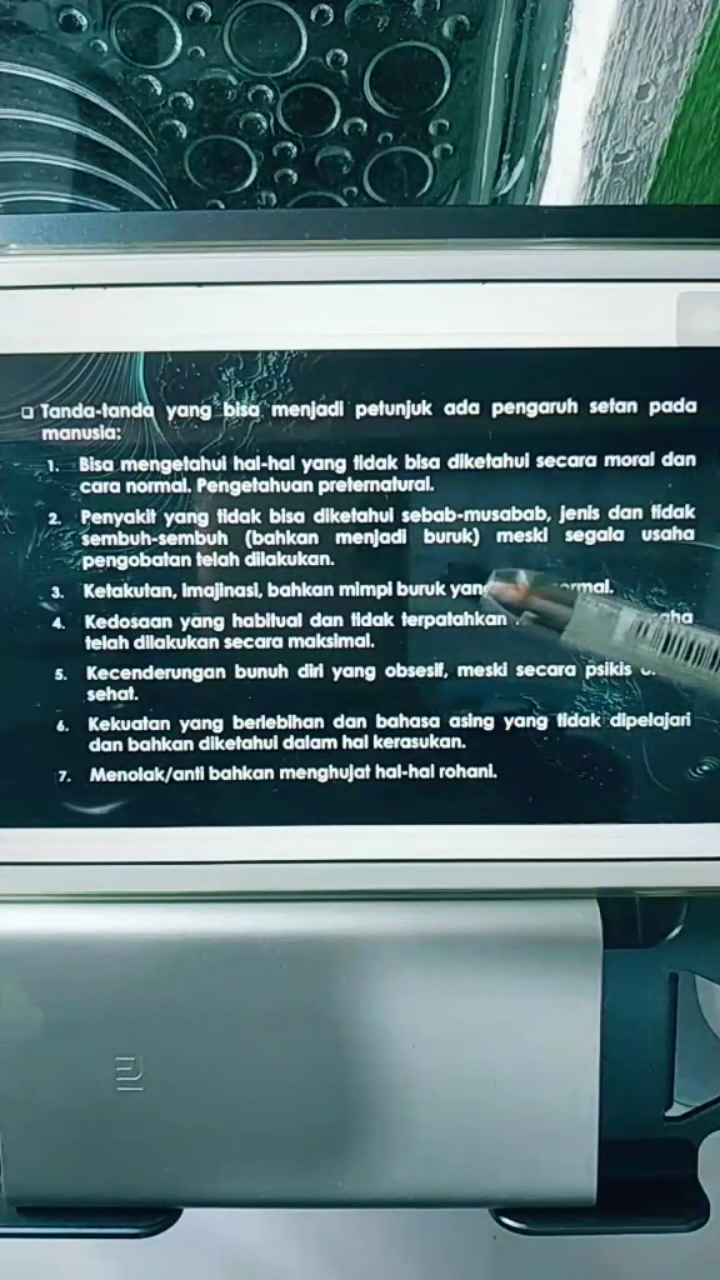 Tanda-tanda yang bisa menjadi petunjuk ada pengaruh setan pada
manusia:
1. Bisa mengetahui hal-hal yang tidak bisa diketahui secara moral dan
cara normal. Pengetahuan preternatural.
2. Penyakit yang tidak bisa diketahui sebab-musabab, jenis dan tidak
sembuh-sembuh (bahkan menjadi buruk) meski segala usaha
pengobatan telah dilakukan.
3. Ketakutan, imajinasi, bahkan mimpi buruk
4. Kedosaan yang habitual dan tidak terpatahkan
telah dilakukan secara maksimal.
5. Kecenderungan bunuh diri yang obsesif, meski secara psikis
sehat.
6. Kekuatan yang berlebihan dan bahasa asing yang tidak dipelajari
dan bahkan diketahui dalam hal kerasukan.
7. Menolak/anti bahkan menghujat hal-hal rohani.